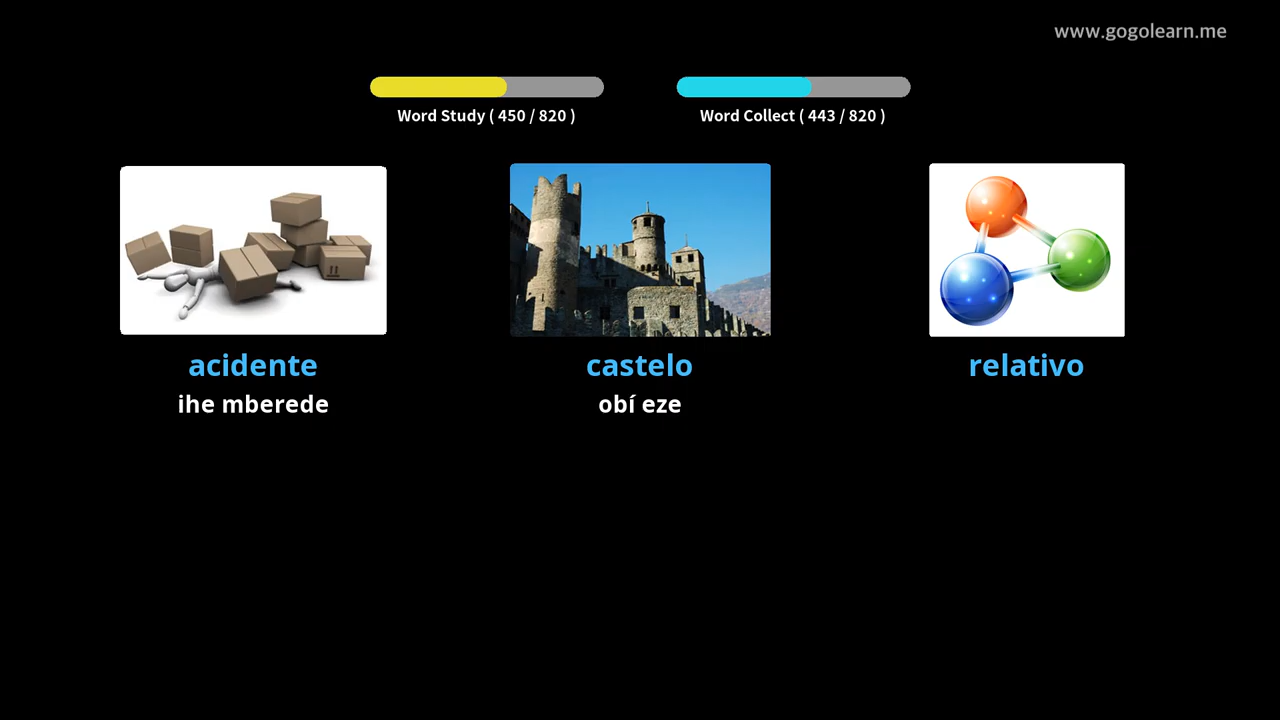 www.gogolearn.me
Word Study ( 450 / 820 )
Word Collect ( 443 / 820 )
acidente
ihe mberede
castelo
obí eze
relativo